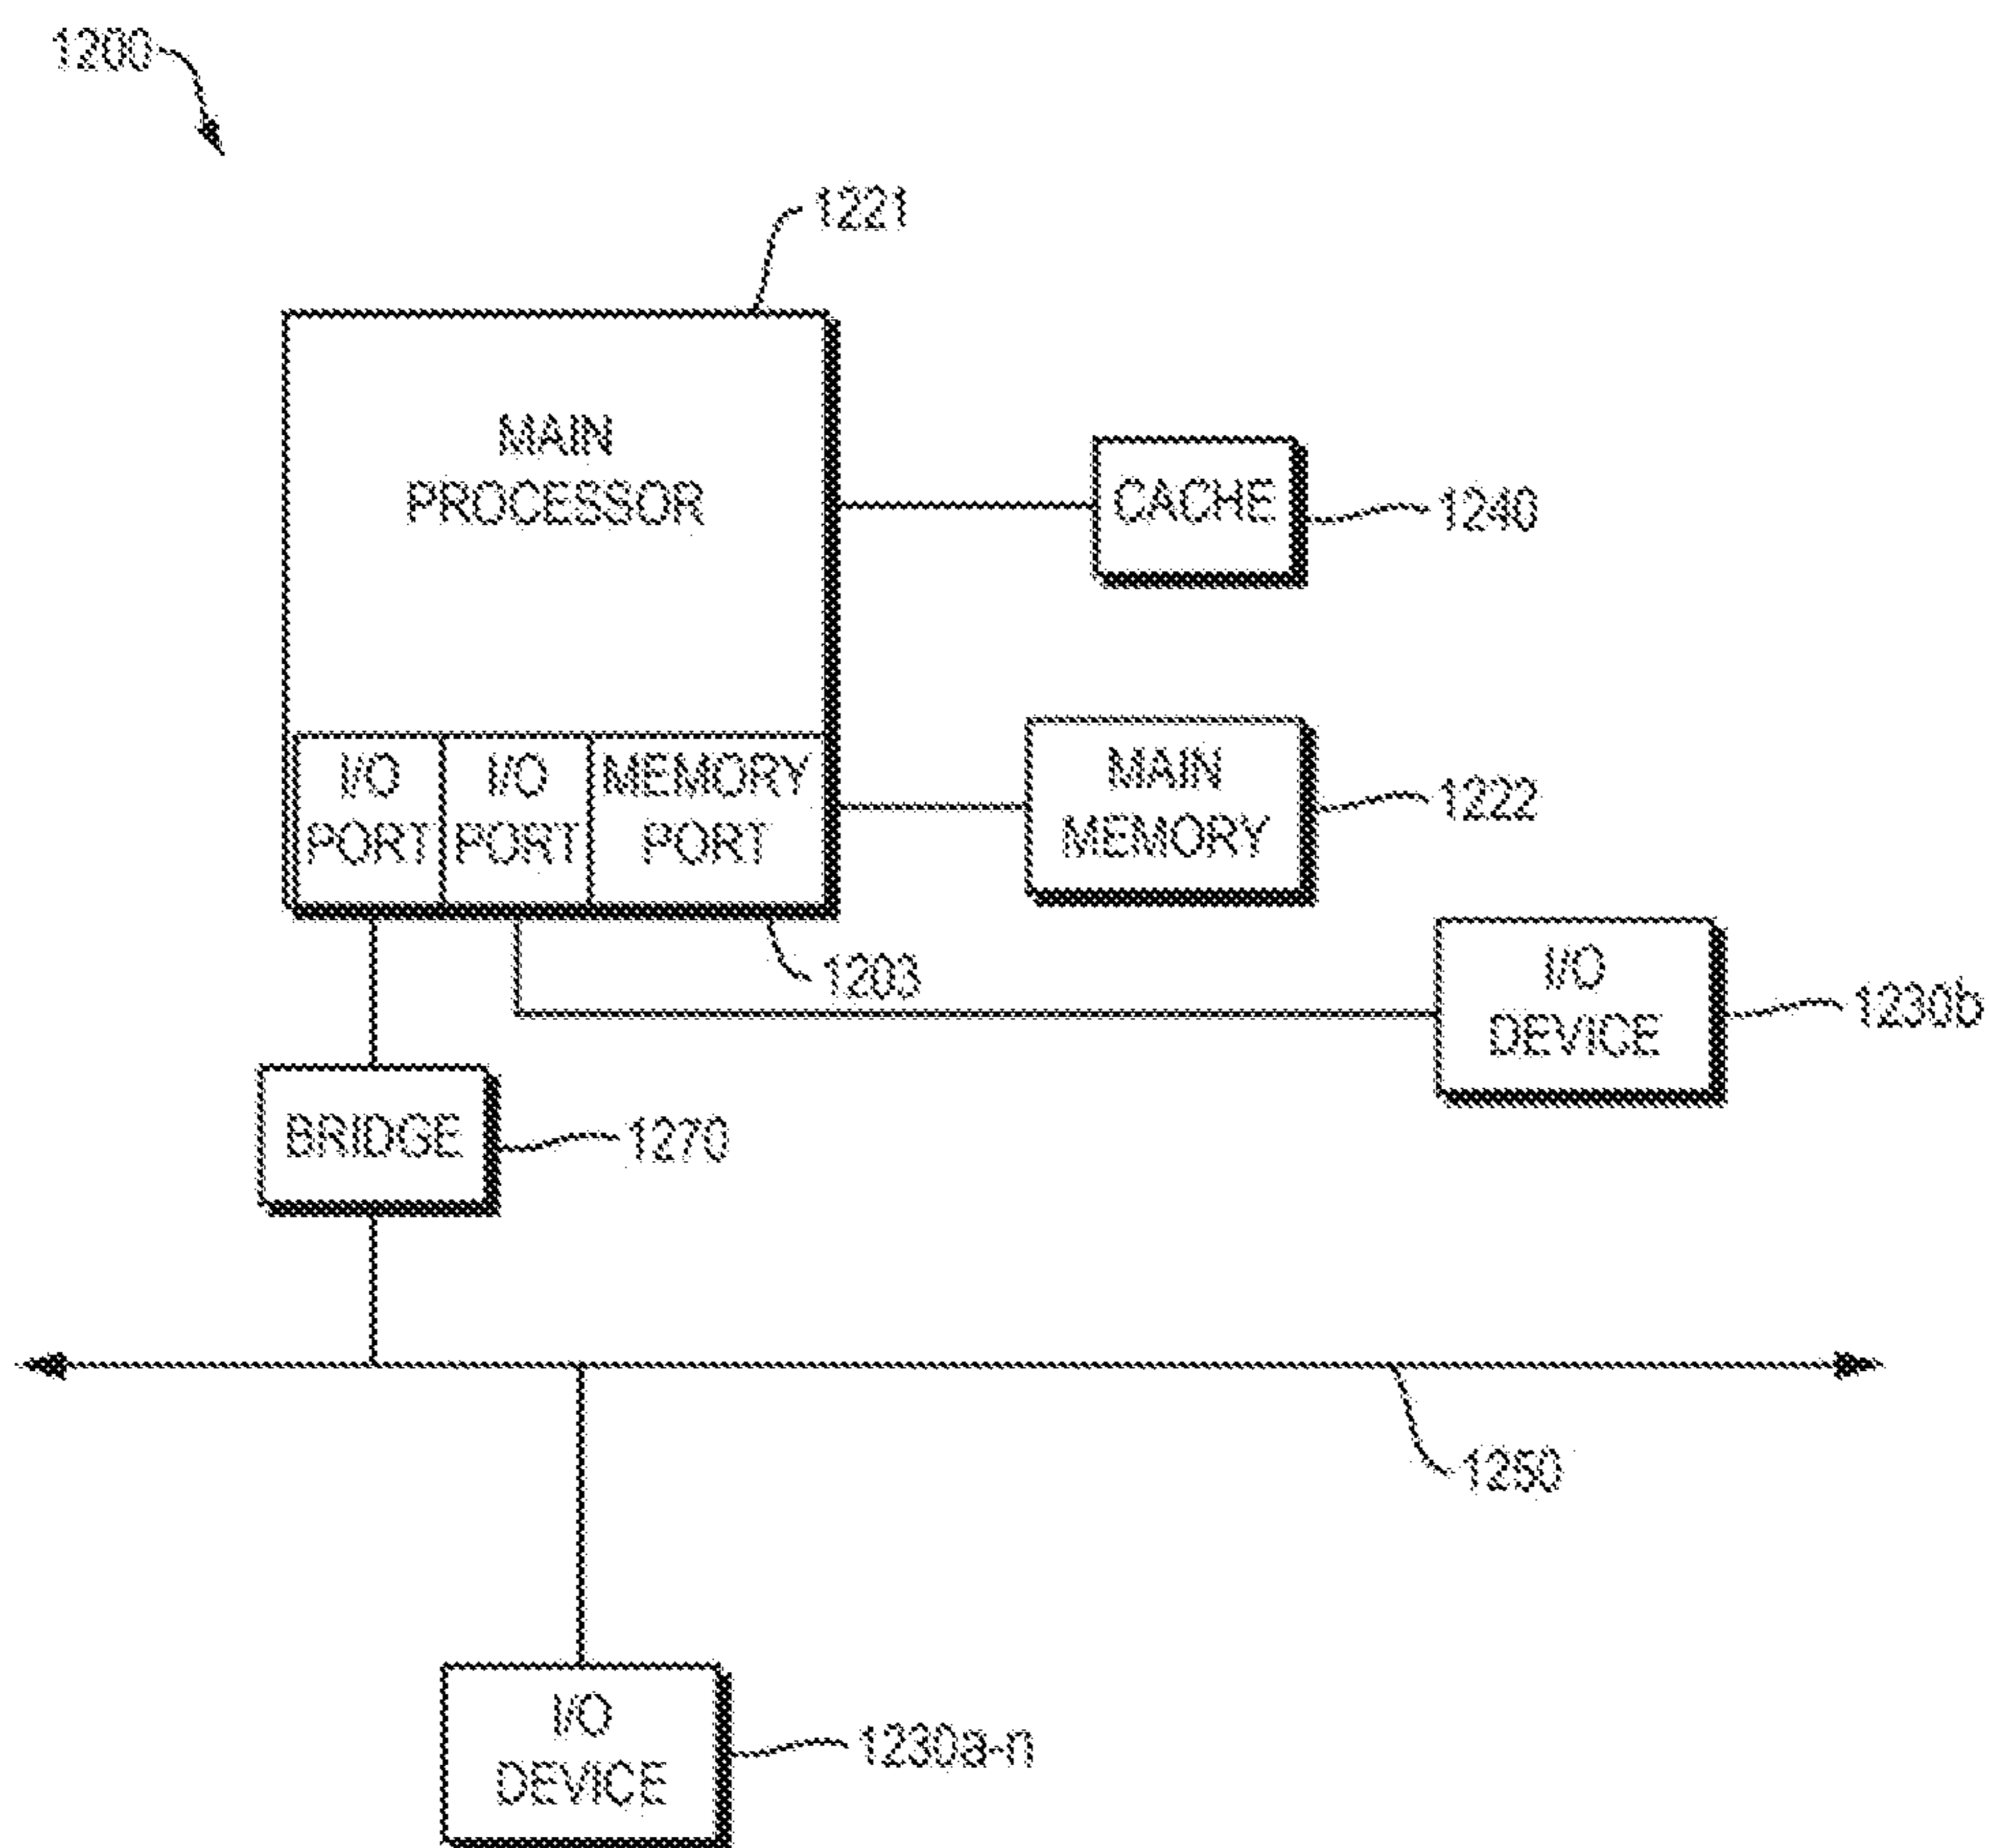 1200
1221
MAIN
PROCESSOR
CACHE
1240
I/O
PORT
I/O
PORT
MEMORY
PORT
MAIN
MEMORY
1222
1203
I/O
DEVICE
1230b
BRIDGE
1270
1250
I/O
DEVICE
1230a-n